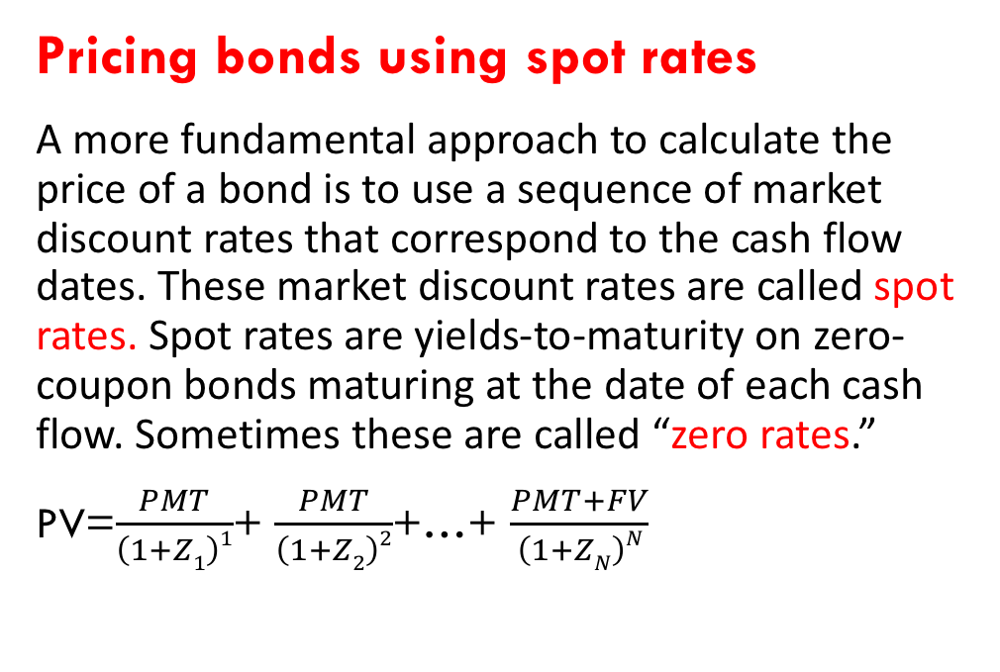 Pricing bonds using spot rates
A more fundamental approach to calculate the
price of a bond is to use a sequence of market
discount rates that correspond to the cash flow
dates. These market discount rates are called spot
rates. Spot rates are yields-to-maturity on zero-
coupon bonds maturing at the date of each cash
flow. Sometimes these are called “zero rates.”
PV=\frac{PMT}{(1+Z_1)^1}+ \frac{PMT}{(1+Z_2)^2}+…+ \frac{PMT+FV}{(1+Z_N)^N}